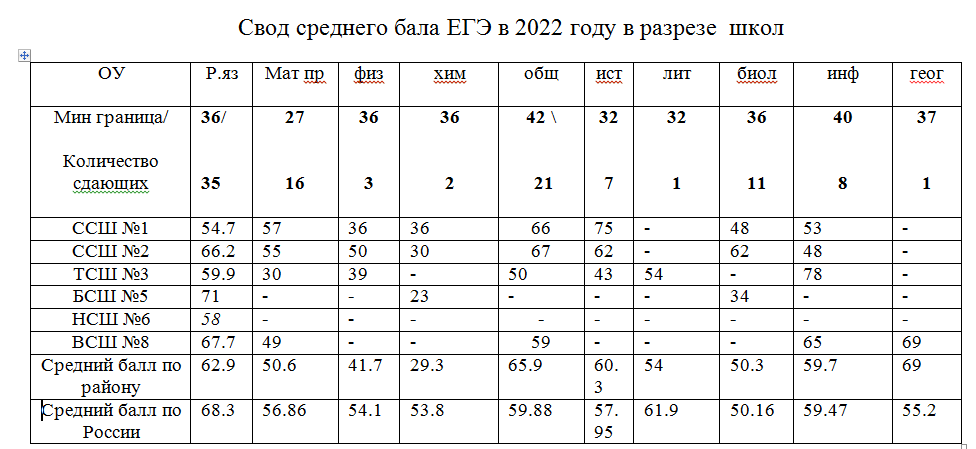 Свод среднего бала ЕГЭ в 2022 году в разрезе школ
ОУ Р.яз Мат пр физ хим общ ист лит биол инф геог
Мин граница/ 36/ 27 36 36 42 \ 32 32 36 40 37
Количество
сдающих 35 16 3 2 21 7 1 11 8 1
ССШ №1 54.7 57 36 36 66 75 - 48 53 -
ССШ №2 66.2 55 50 30 67 62 - 62 48 -
ТСШ №3 59.9 30 39 - 50 43 54 - 78 -
БСШ №5 71 - - 23 - - - 34 - -
НСШ №6 58 - - - - - - - - -
ВСШ №8 67.7 49 - - 59 - - - 65 69
Средний балл по 62.9 50.6 41.7 29.3 65.9 60. 54 50.3 59.7 69
району 3
Средний балл по 68.3 56.86 54.1 53.8 59.88 57. 61.9 50.16 59.47 55.2
России 95